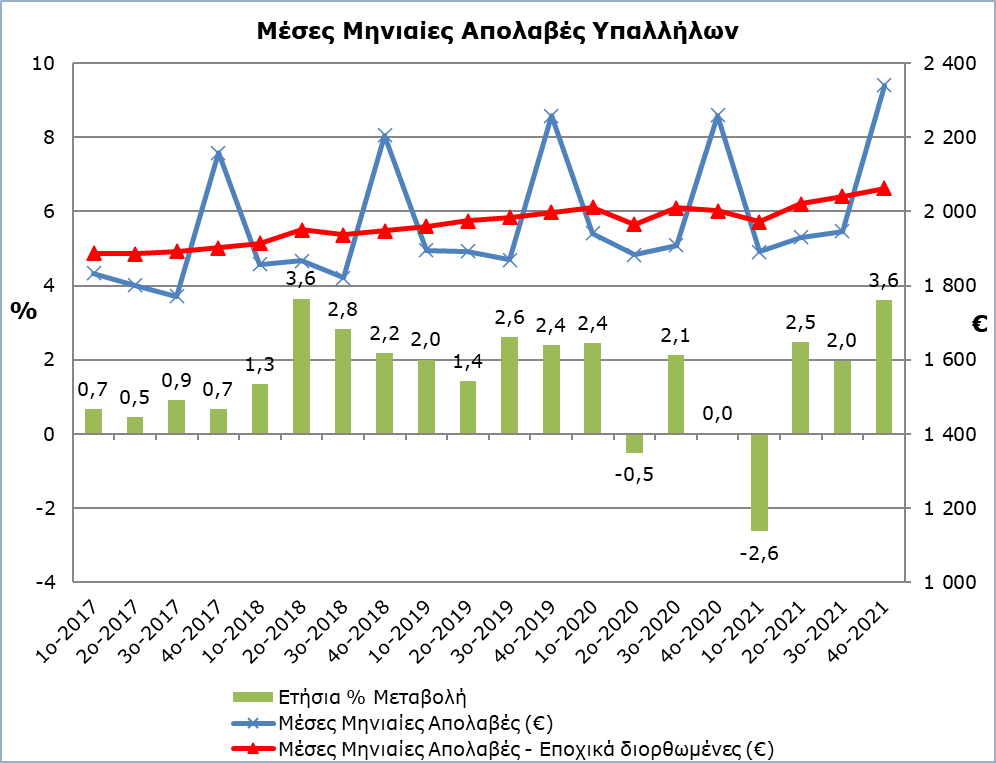 Μέσες Μηνιαίες Απολαβές Υπαλλήλων
10
8
6
4
2
0
-2
-4
%
2 400
2 200
2 000
1 800
1 600
1 400
1 200
1 000
€
0,7
0,5
0,9
0,7
1,3
3,6
2,8
2,2
2,0
1,4
2,6
2,4
2,4
-0,5
2,1
0,0
-2,6
2,5
2,0
3,6
1ο-2017
2ο-2017
3ο-2017
4ο-2017
1ο-2018
2ο-2018
3ο-2018
4ο-2018
1ο-2019
2ο-2019
3ο-2019
4ο-2019
1ο-2020
2ο-2020
3ο-2020
4ο-2020
1ο-2021
2ο-2021
3ο-2021
4ο-2021
Ετήσια % Μεταβολή
Μέσες Μηνιαίες Απολαβές (€)
Μέσες Μηνιαίες Απολαβές - Εποχικά διορθωμένες (€)